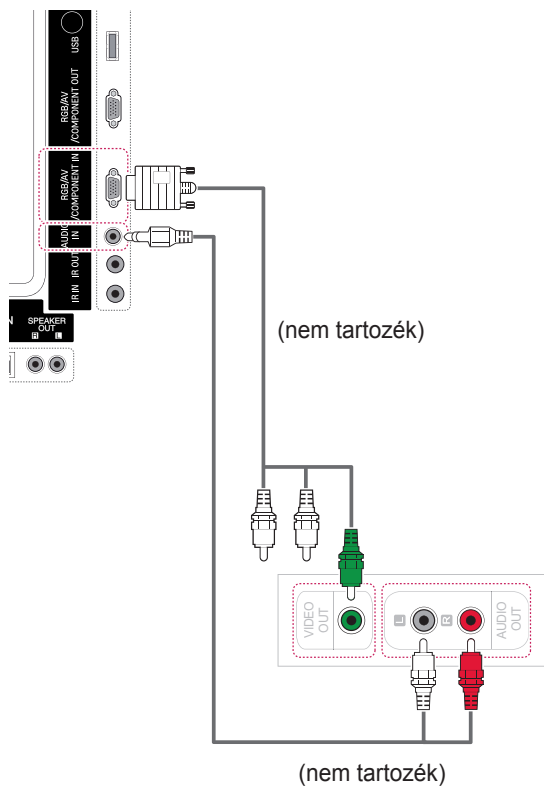 USB
RGB/AV
/COMPONENT OUT
RGB/AV
/COMPONENT IN
AUDIO
IN
IR OUT
IR IN
N
SPEAKER
OUT
R L
(nem tartozék)
VIDEO
OUT
L
R
AUDIO
OUT
(nem tartozék)